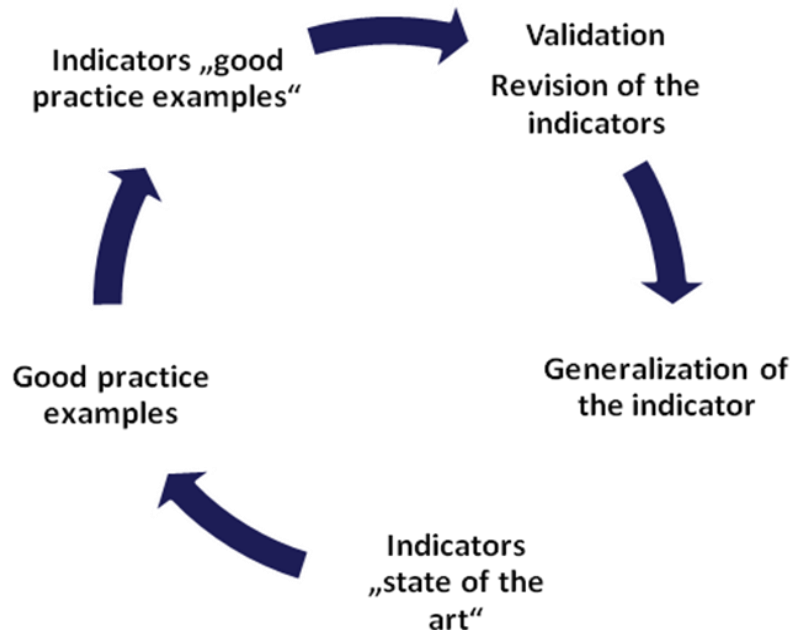 Indicators „good
practice examples“
Validation
Revision of the
indicators
Generalization of
the indicator
Indicators
„state of the
art“
Good practice
examples